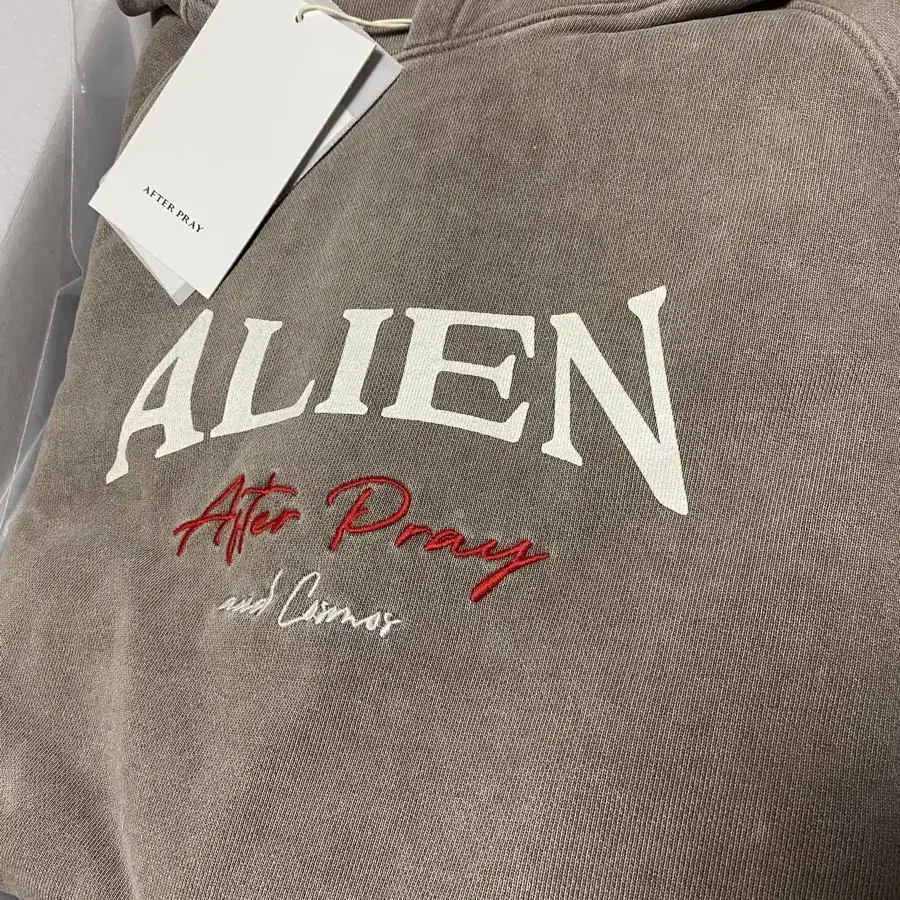 AFTER PRAY
ALIEN
After Pray
and Cosmos